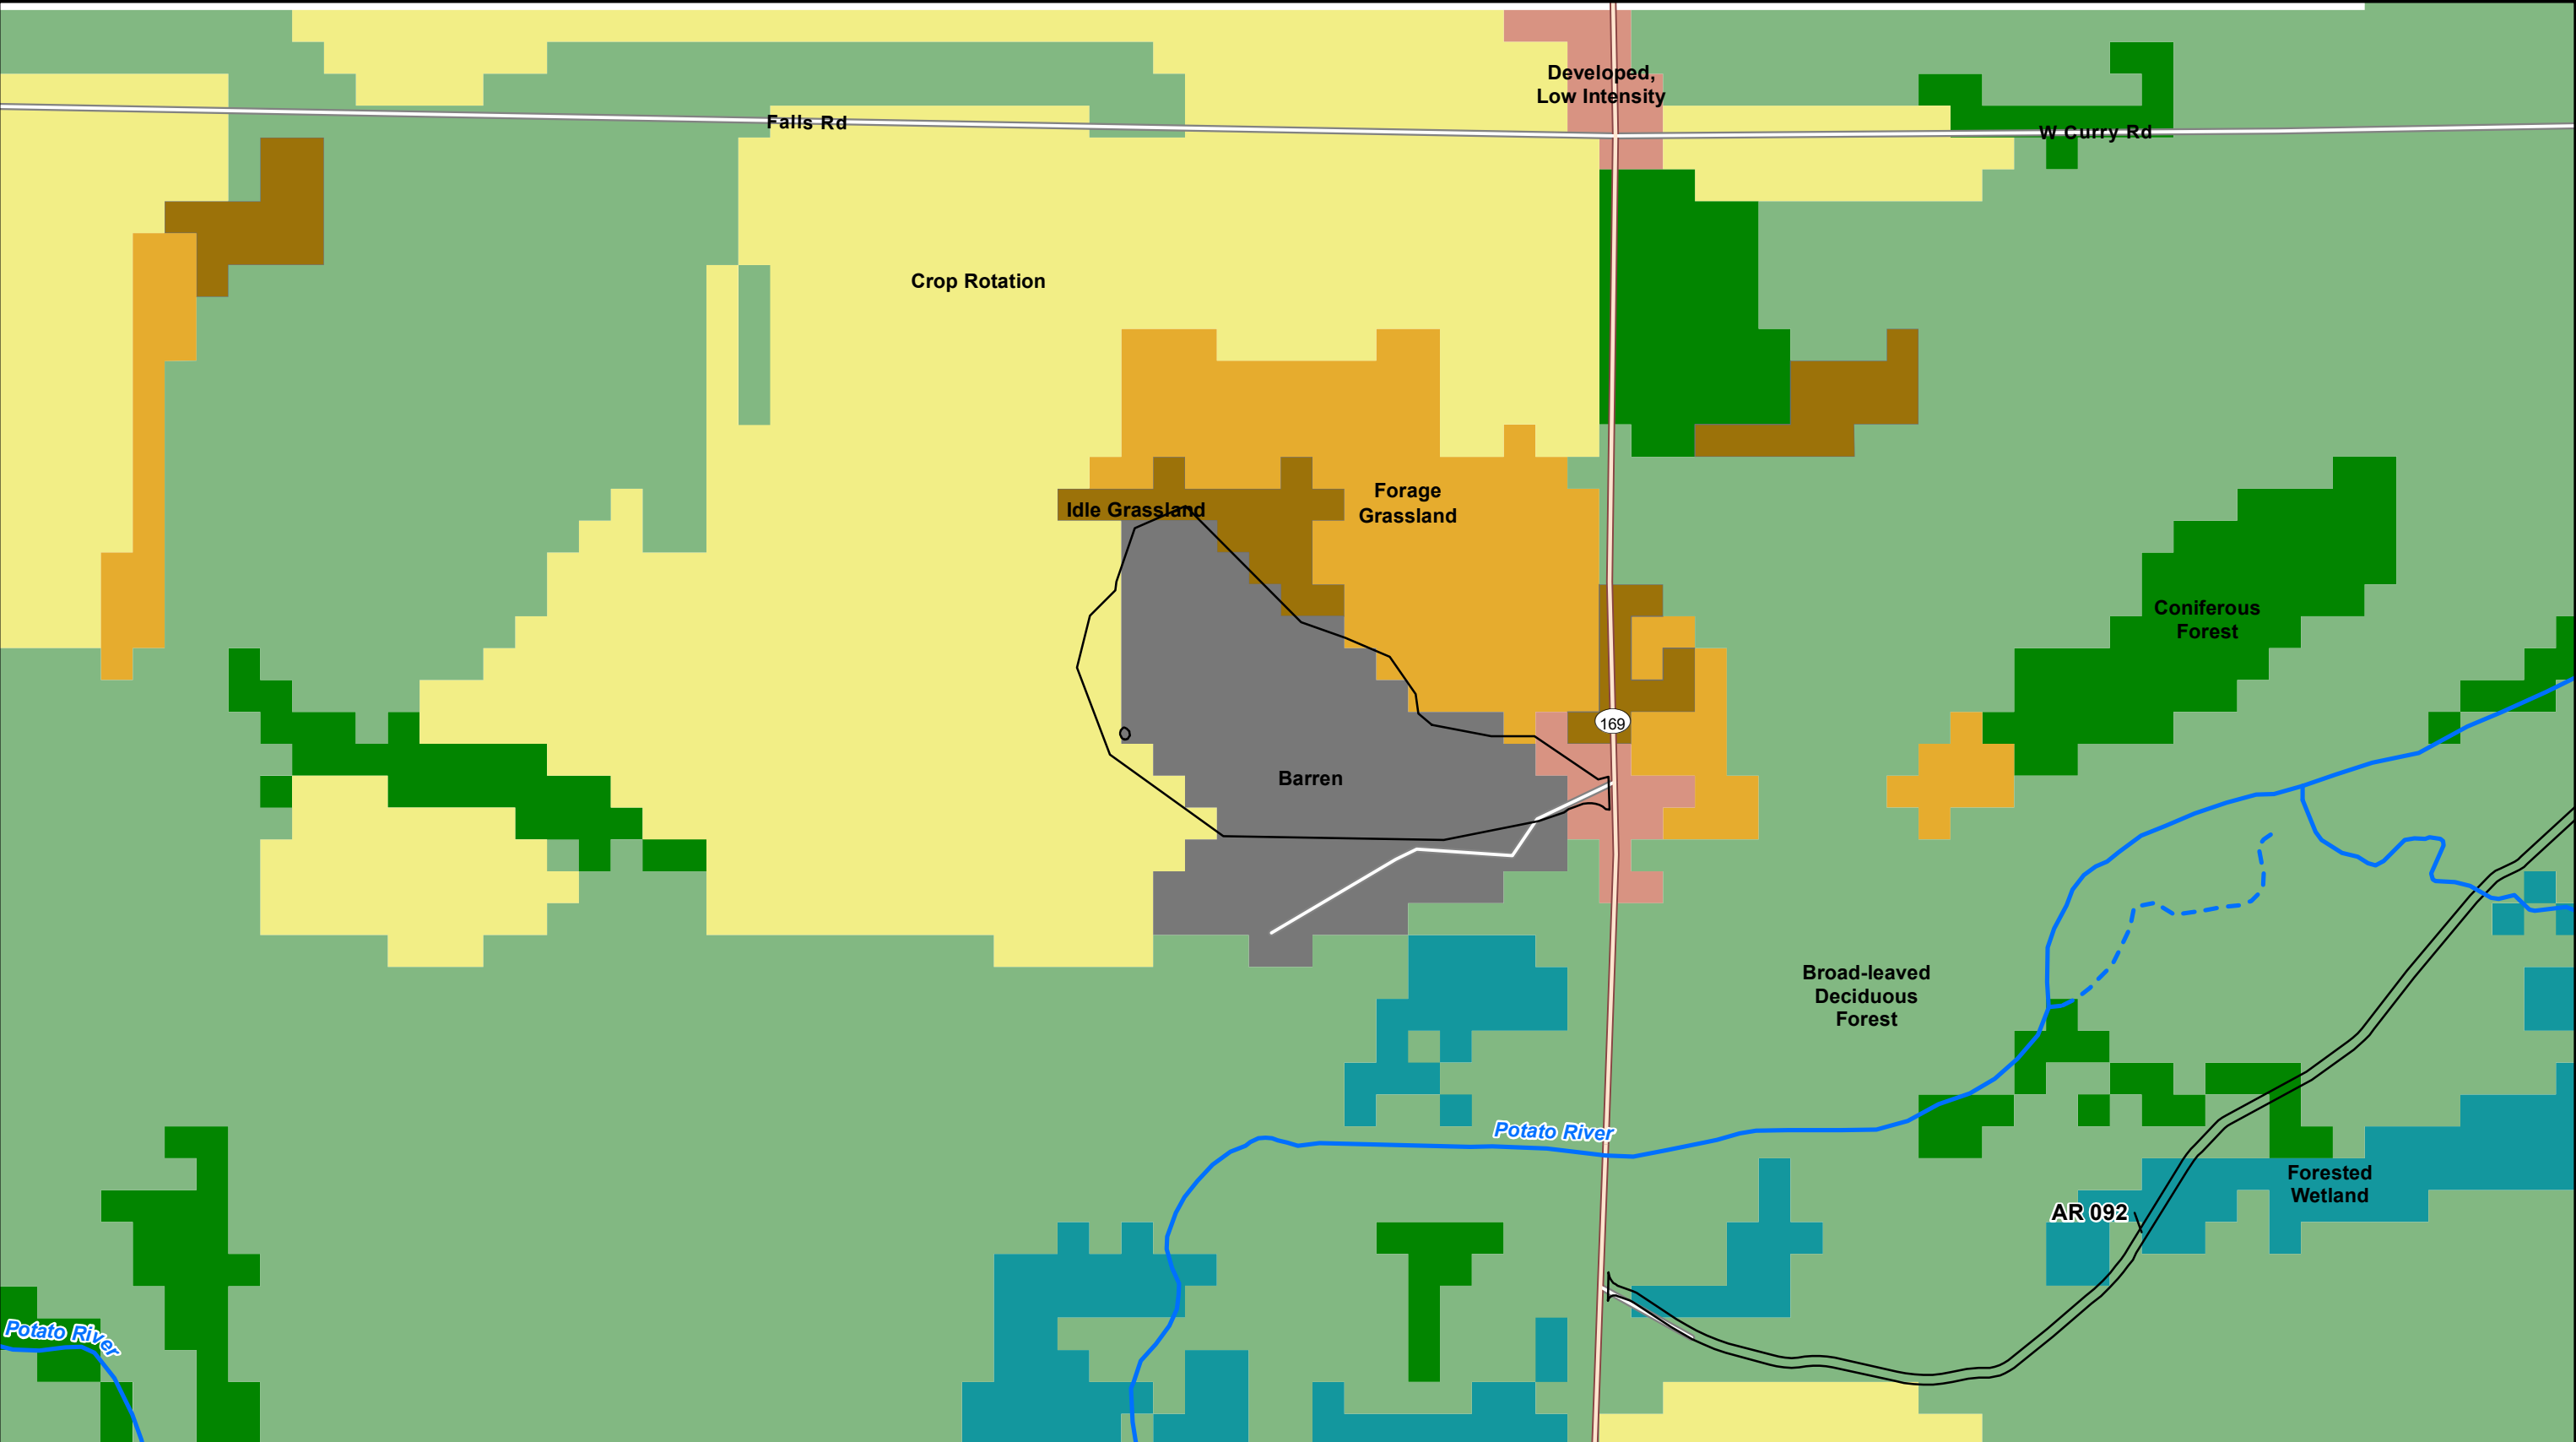 Developed,
Low Intensity
Falls Rd
W Curry Rd
Crop Rotation
Idle Grassland
Forage
Grassland
Coniferous
Forest
169
Barren
Broad-leaved
Deciduous
Forest
Potato River
Forested
Wetland
AR 092
Potato River